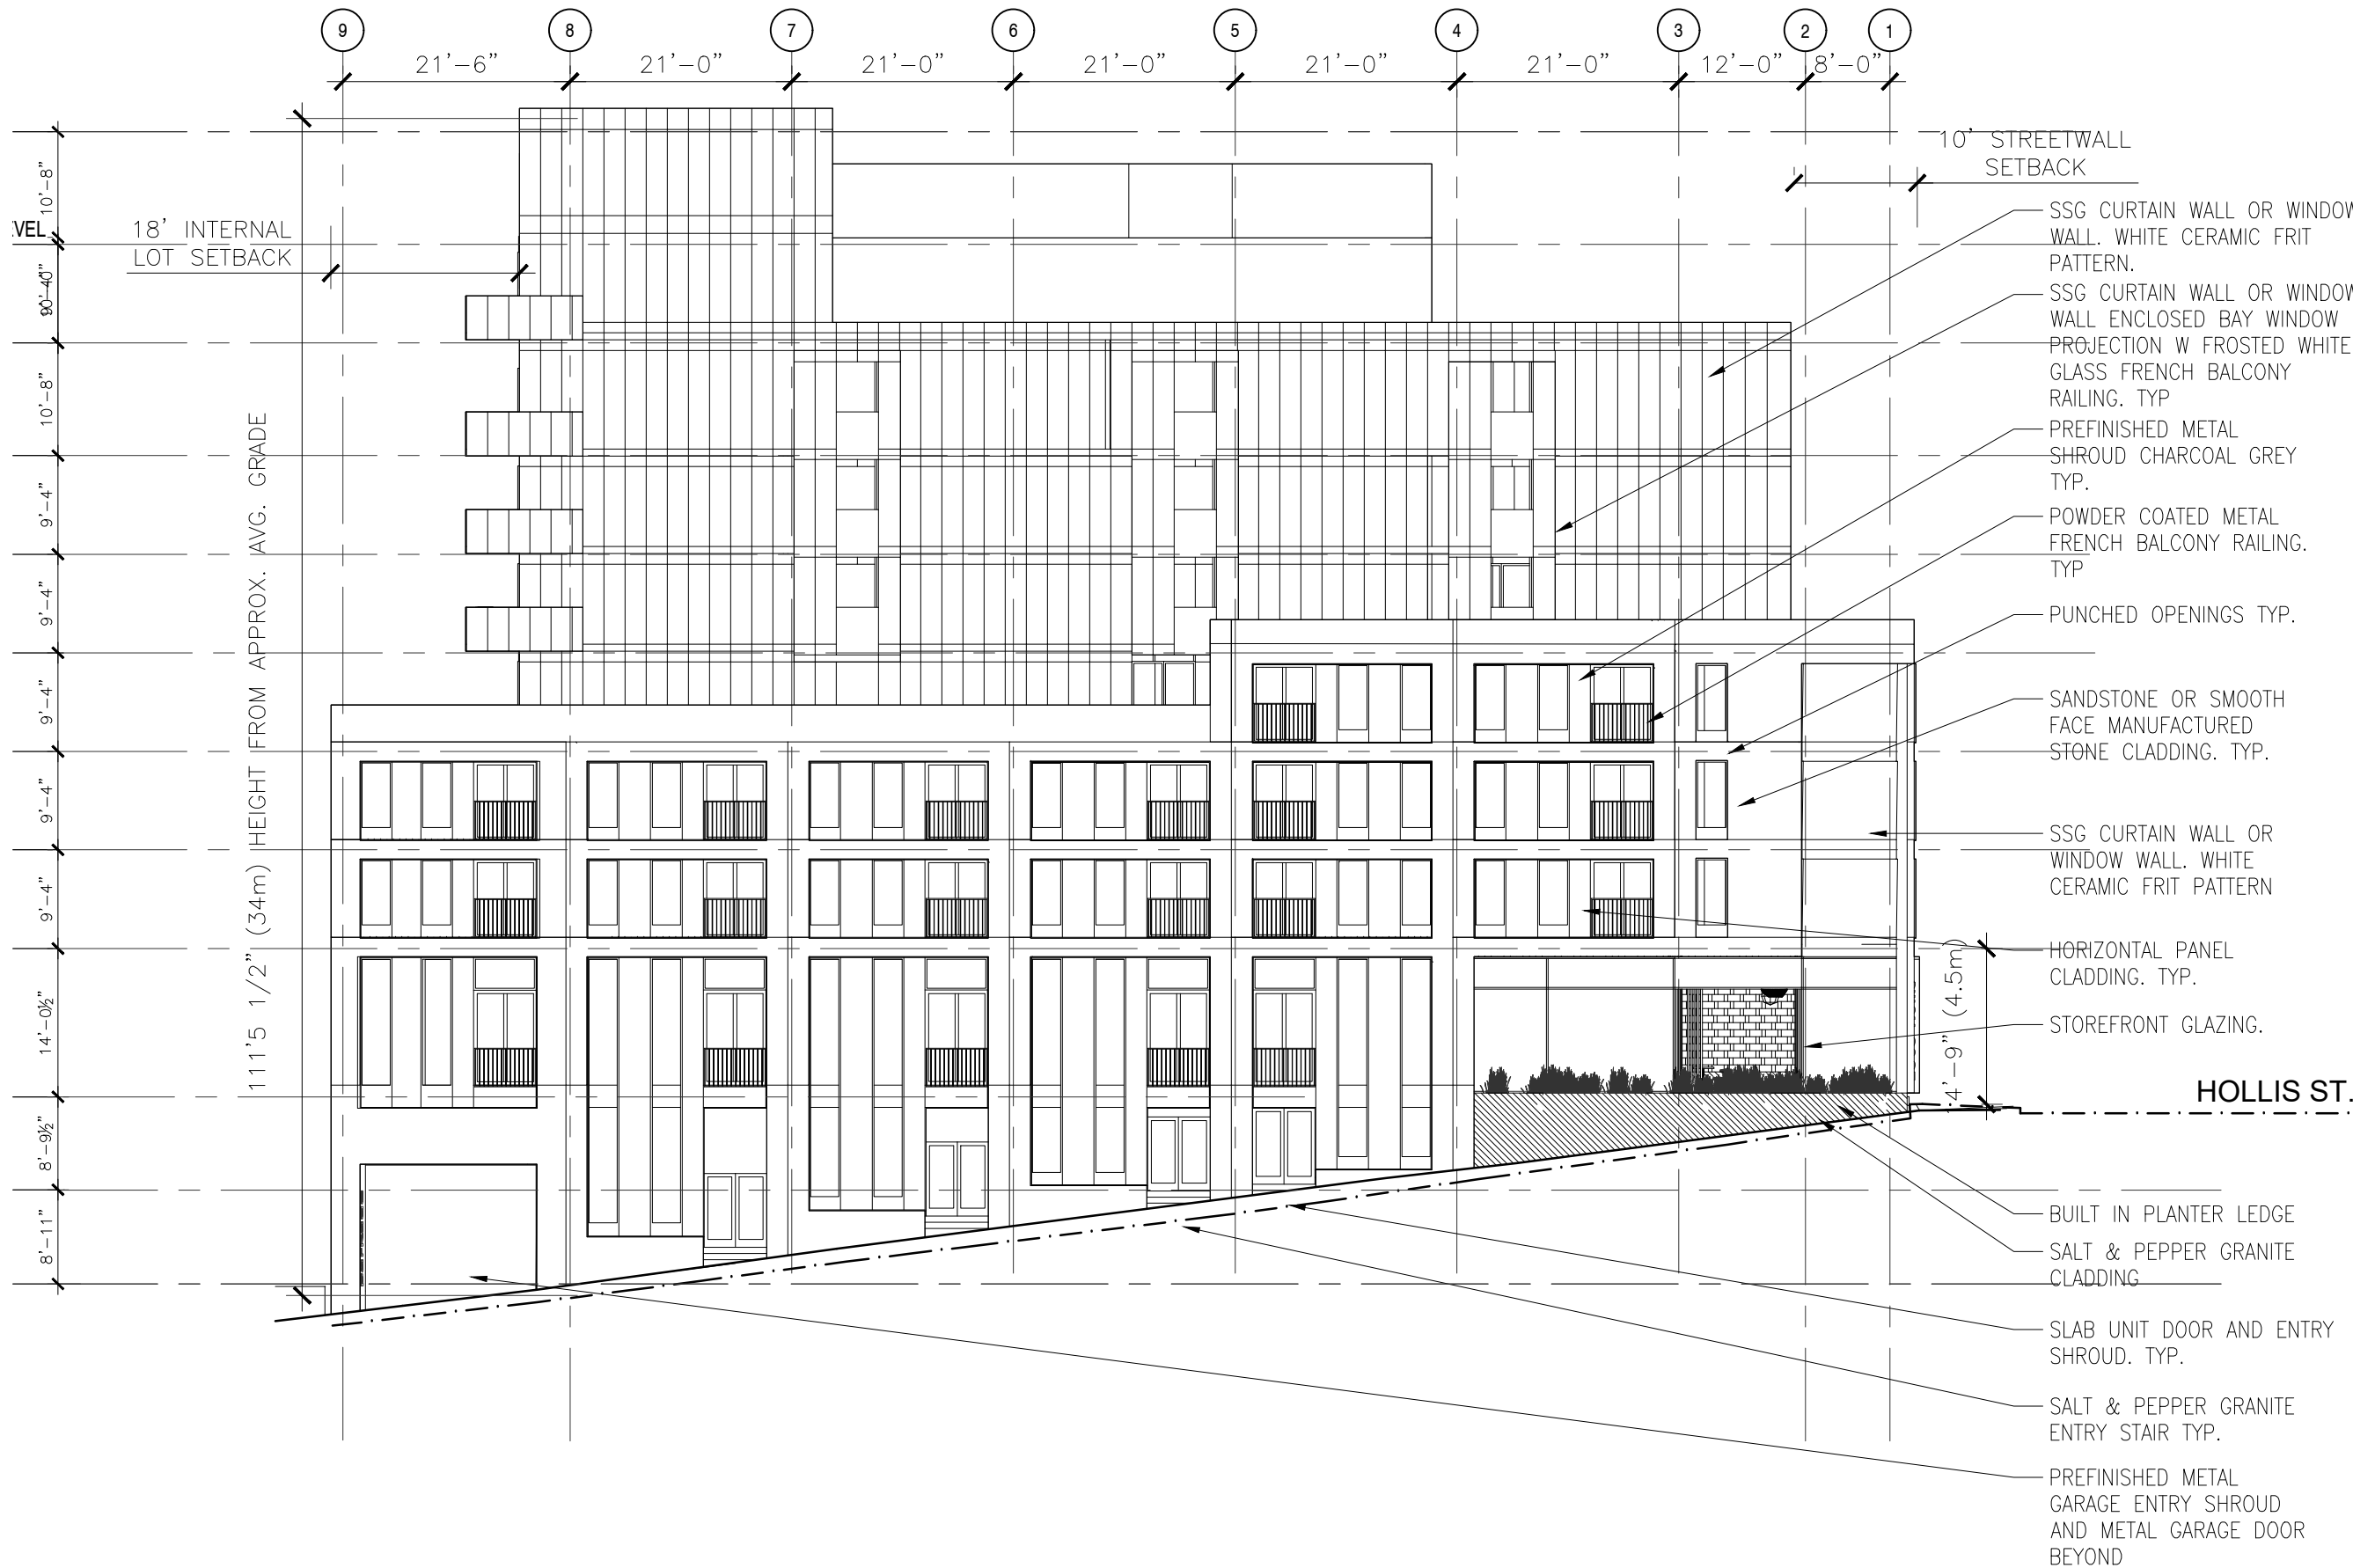 9 8 7 6 5 4 3 2 1
21'-6" 21'-0" 21'-0" 21'-0" 21'-0" 21'-0" 12'-0" 8'-0"
10' STREETWALL
SETBACK
18' INTERNAL
LOT SETBACK
10'-8"
10'-8"
9'-4"
9'-4"
9'-4"
9'-4"
9'-4"
14'-0½"
8'-9½"
8'-11"
111'5 1/2" (34m) HEIGHT FROM APPROX. AVG. GRADE
SSG CURTAIN WALL OR WINDOW
WALL. WHITE CERAMIC FRIT
PATTERN.
SSG CURTAIN WALL OR WINDOW
WALL ENCLOSED BAY WINDOW
PROJECTION W FROSTED WHITE
GLASS FRENCH BALCONY
RAILING. TYP
PREFINISHED METAL
SHROUD CHARCOAL GREY
TYP.
POWDER COATED METAL
FRENCH BALCONY RAILING.
TYP
PUNCHED OPENINGS TYP.
SANDSTONE OR SMOOTH
FACE MANUFACTURED
STONE CLADDING. TYP.
SSG CURTAIN WALL OR
WINDOW WALL. WHITE
CERAMIC FRIT PATTERN
HORIZONTAL PANEL
CLADDING. TYP.
STOREFRONT GLAZING.
4'-9" (4.5m)
HOLLIS ST.
BUILT IN PLANTER LEDGE
SALT & PEPPER GRANITE
CLADDING
SLAB UNIT DOOR AND ENTRY
SHROUD. TYP.
SALT & PEPPER GRANITE
ENTRY STAIR TYP.
PREFINISHED METAL
GARAGE ENTRY SHROUD
AND METAL GARAGE DOOR
BEYOND